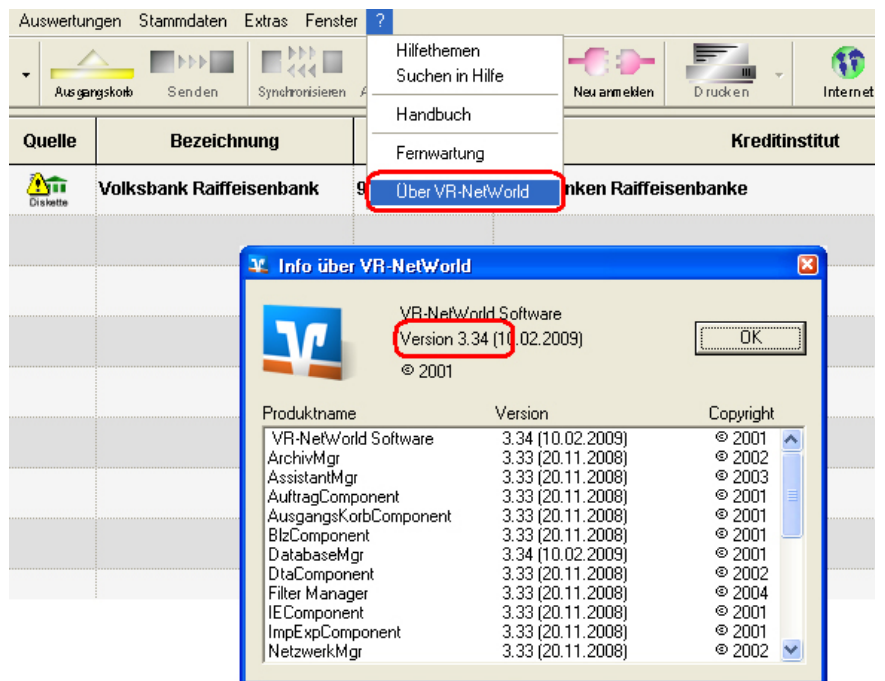 Auswertungen Stammdaten Extras Fenster ?
Hilfethemen
Suchen in Hilfe
Handbuch
Fernwartung
Über VR-NetWorld
Ausgangskorb Senden Synchronisieren Neu anmelden Drucken Internet
Quelle Bezeichnung Kreditinstitut
Diskette
Volksbank Raiffeisenbank 9 nken Raiffeisenbanke
Info über VR-NetWorld
VR-NetWorld Software
Version 3.34 (10.02.2009)
© 2001
OK
Produktname Version Copyright
VR-NetWorld Software 3.34 (10.02.2009) © 2001
ArchivMgr 3.33 (20.11.2008) © 2002
AssistantMgr 3.33 (20.11.2008) © 2003
AuftragComponent 3.33 (20.11.2008) © 2001
AusgangsKorbComponent 3.33 (20.11.2008) © 2001
BlzComponent 3.33 (20.11.2008) © 2001
DatabaseMgr 3.34 (10.02.2009) © 2001
DtaComponent 3.33 (20.11.2008) © 2002
Filter Manager 3.33 (20.11.2008) © 2004
IEComponent 3.33 (20.11.2008) © 2001
ImpExpComponent 3.33 (20.11.2008) © 2001
NetzwerkMgr 3.33 (20.11.2008) © 2002